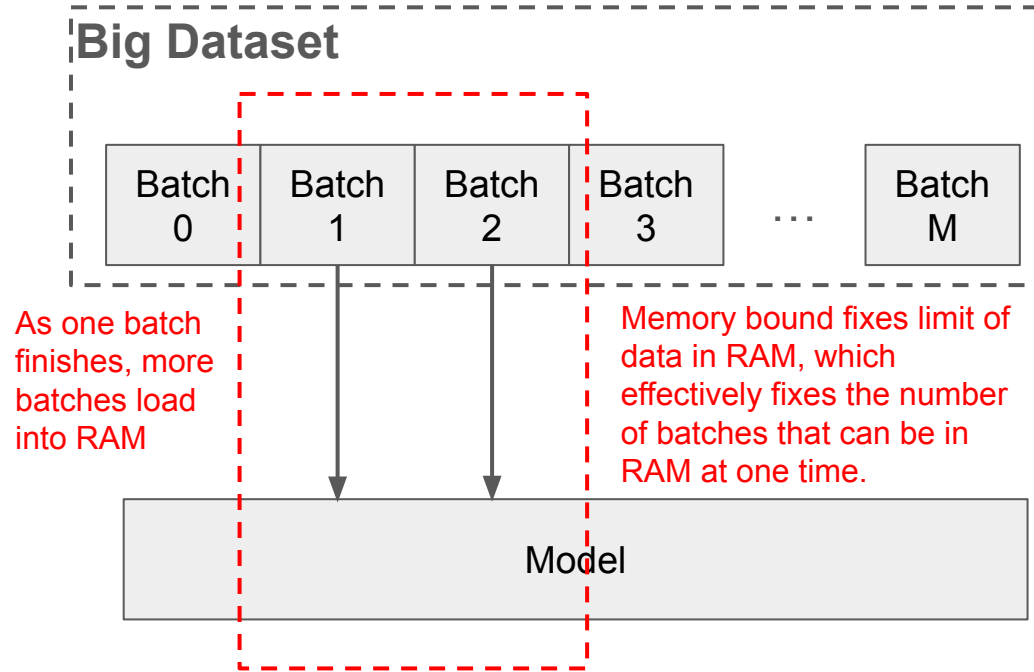 Big Dataset
Batch
0
Batch
1
Batch
2
Batch
3
...
Batch
M
As one batch
finishes, more
batches load
into RAM
Memory bound fixes limit of
data in RAM, which
effectively fixes the number
of batches that can be in
RAM at one time.
Model